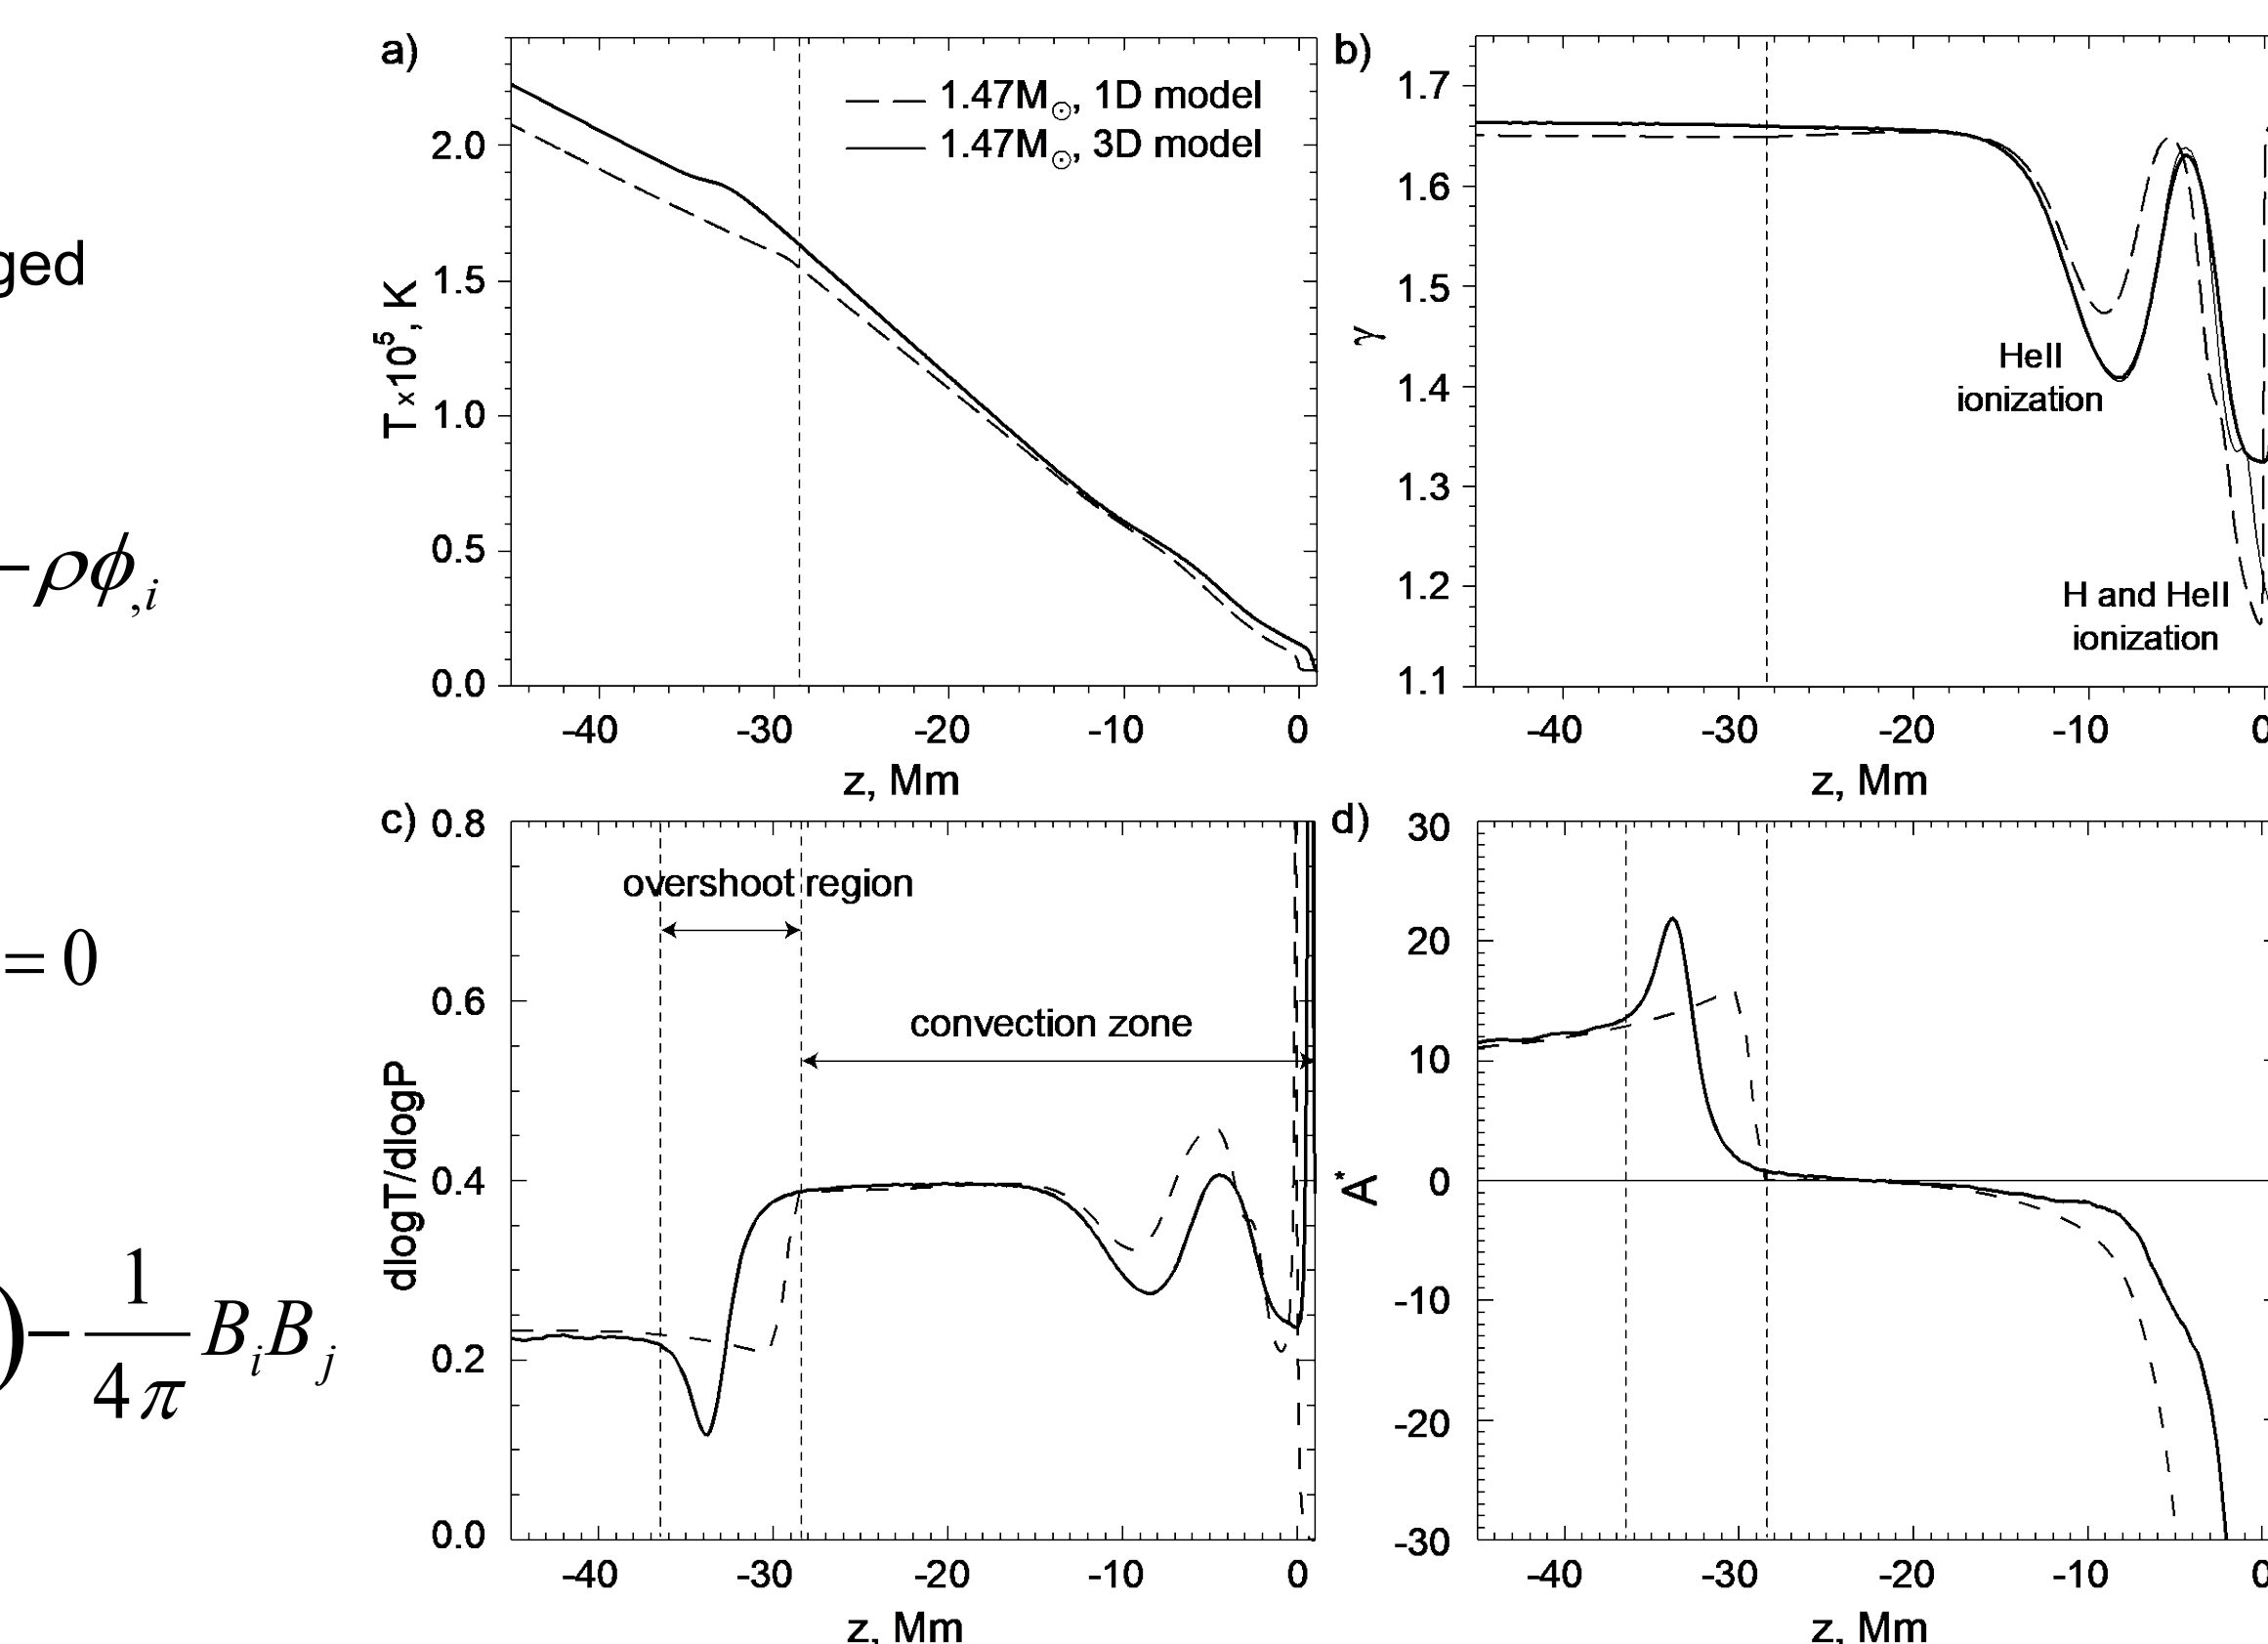 ged
−ρϕ,i
= 0
)− 1/4π BiBj
a)
1.47M☉, 1D model
1.47M☉, 3D model
T×10⁵, K
2.0
1.5
1.0
0.5
0.0
-40 -30 -20 -10 0
z, Mm
b)
γ
1.7
1.6
1.5
1.4
1.3
1.2
1.1
HeII
ionization
H and HeII
ionization
-40 -30 -20 -10 0
z, Mm
c)
dlogT/dlogP
0.8
0.6
0.4
0.2
0.0
overshoot region
convection zone
-40 -30 -20 -10 0
z, Mm
d)
A*
30
20
10
0
-10
-20
-30
-40 -30 -20 -10 0
z, Mm